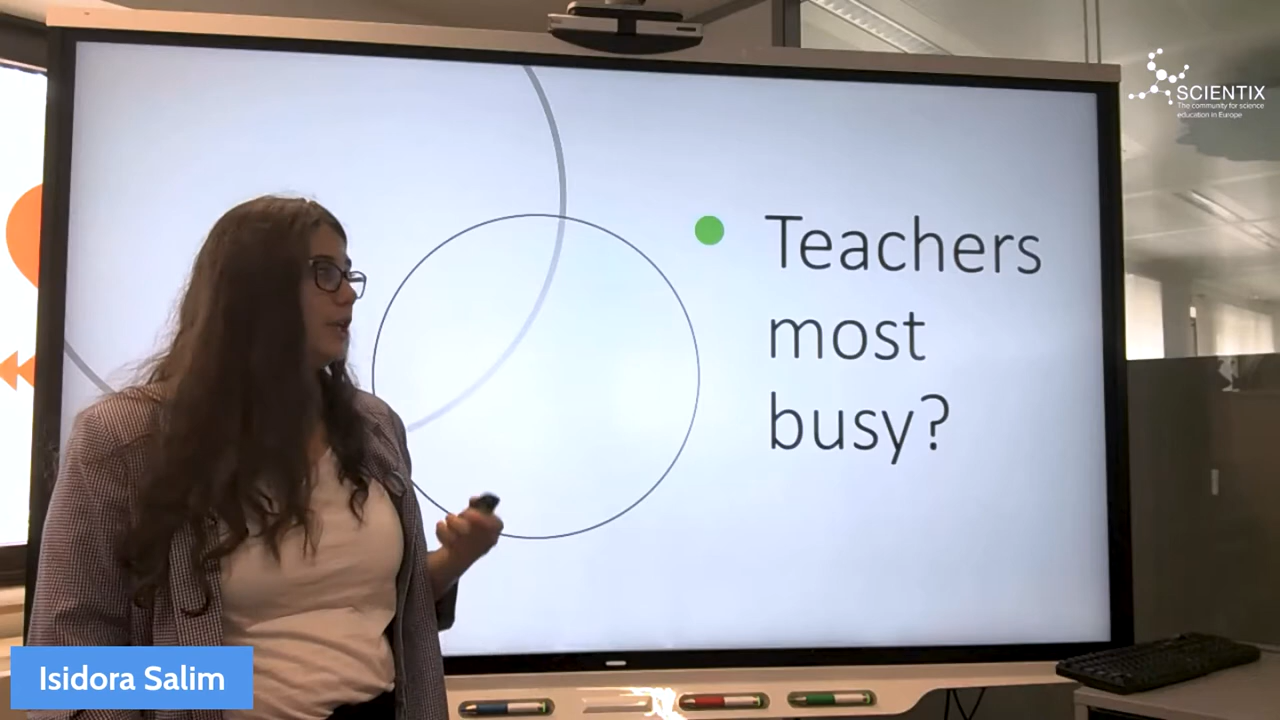 SCIENTIX
The community for science
education in Europe
Teachers
most
busy?
Isidora Salim